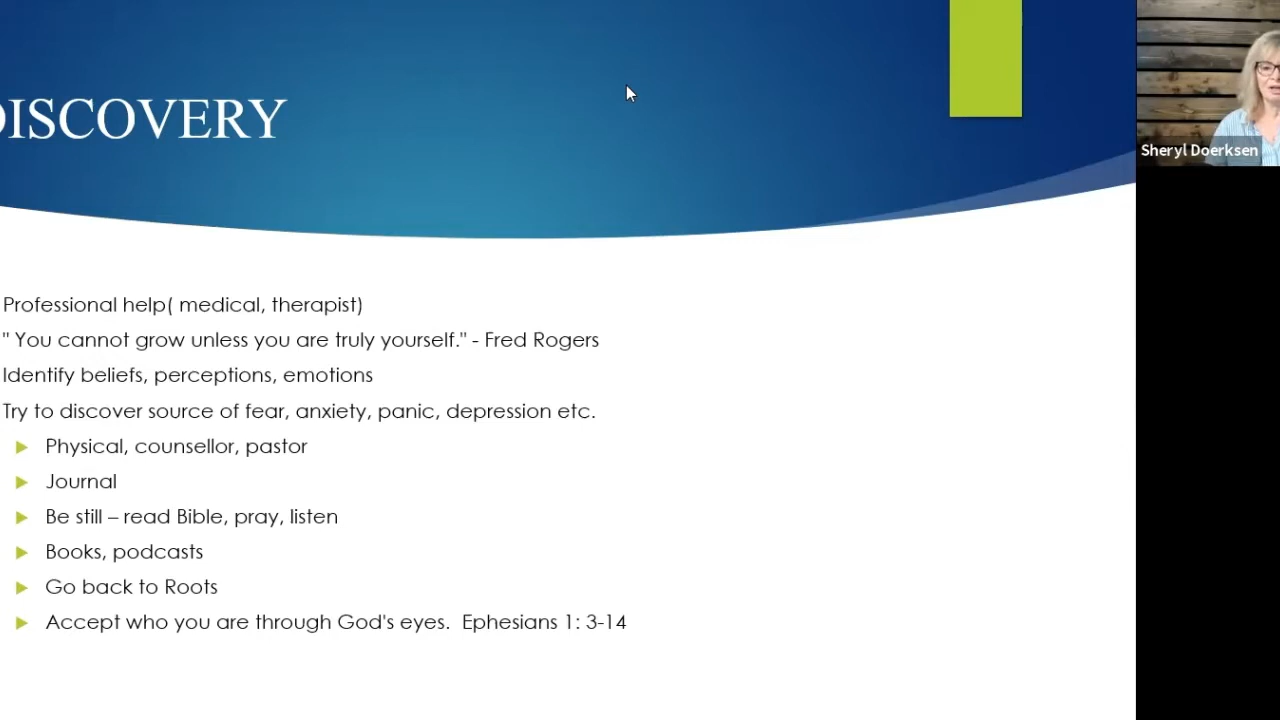 DISCOVERY
Sheryl Doerksen
Professional help( medical, therapist)
" You cannot grow unless you are truly yourself." - Fred Rogers
Identify beliefs, perceptions, emotions
Try to discover source of fear, anxiety, panic, depression etc.
Physical, counsellor, pastor
Journal
Be still – read Bible, pray, listen
Books, podcasts
Go back to Roots
Accept who you are through God's eyes.  Ephesians 1: 3-14